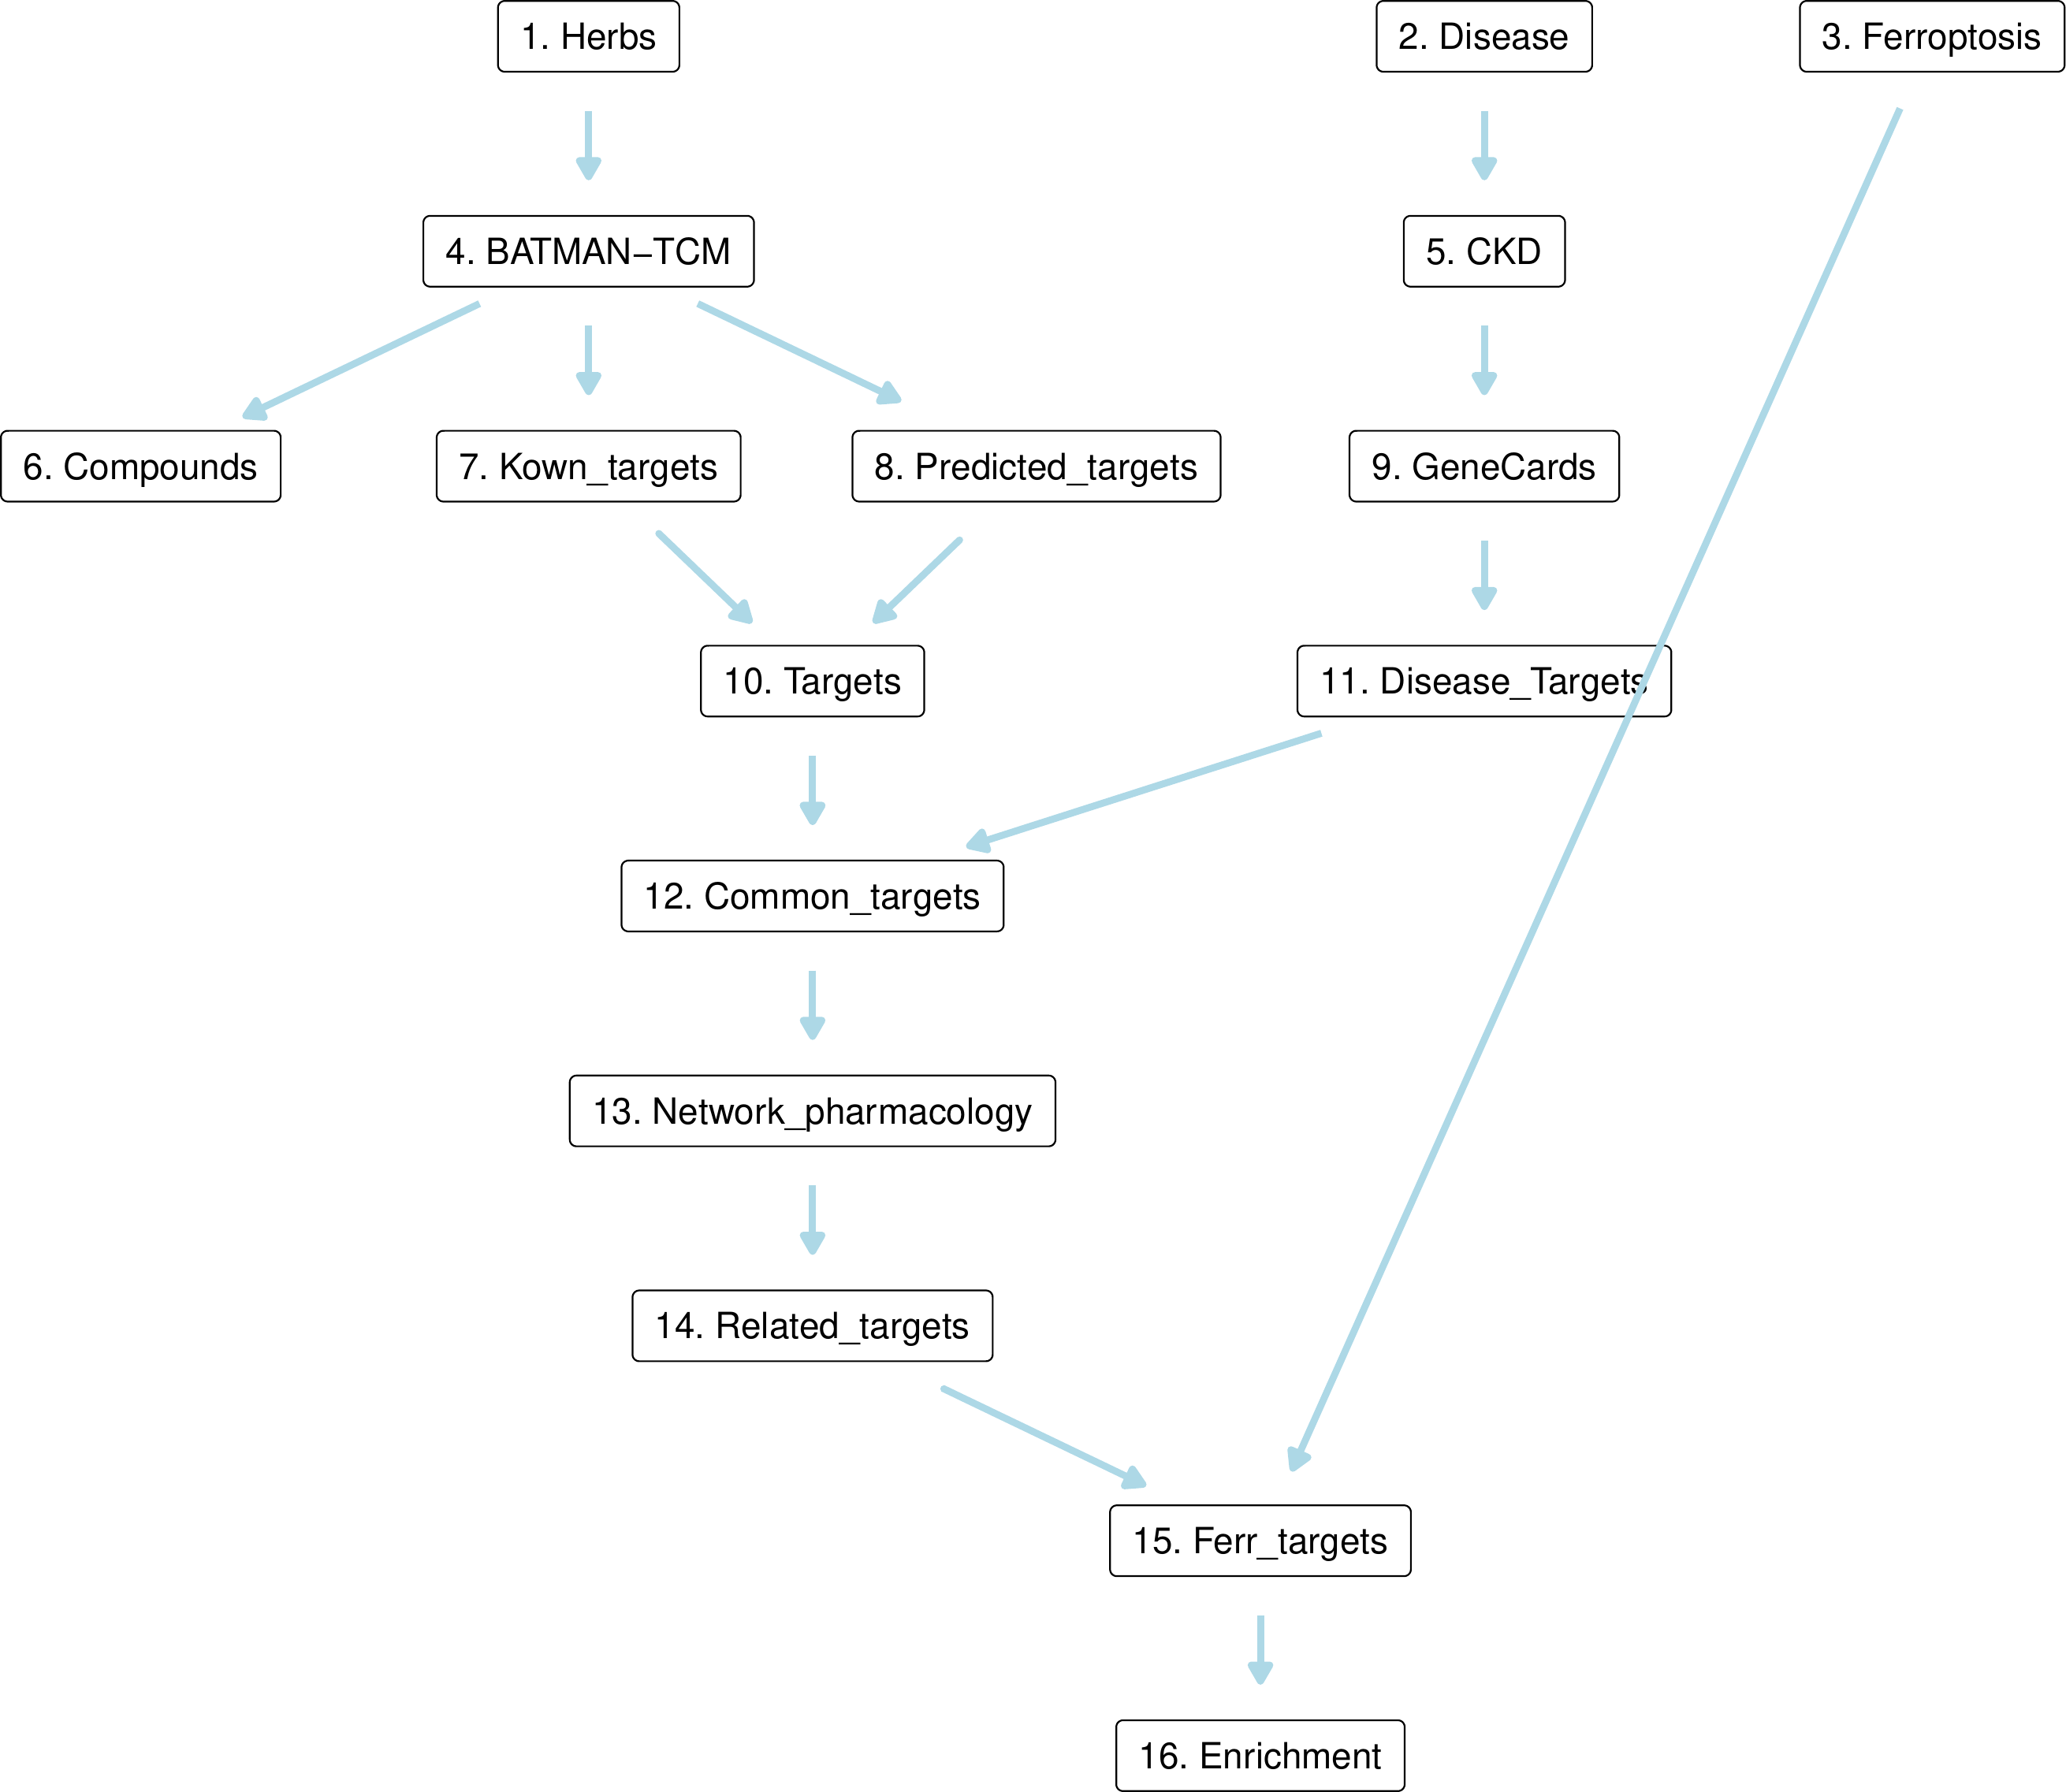 1. Herbs
2. Disease
3. Ferroptosis
4. BATMAN−TCM
5. CKD
6. Compounds
7. Kown_targets
8. Predicted_targets
9. GeneCards
10. Targets
11. Disease_Targets
12. Common_targets
13. Network_pharmacology
14. Related_targets
15. Ferr_targets
16. Enrichment